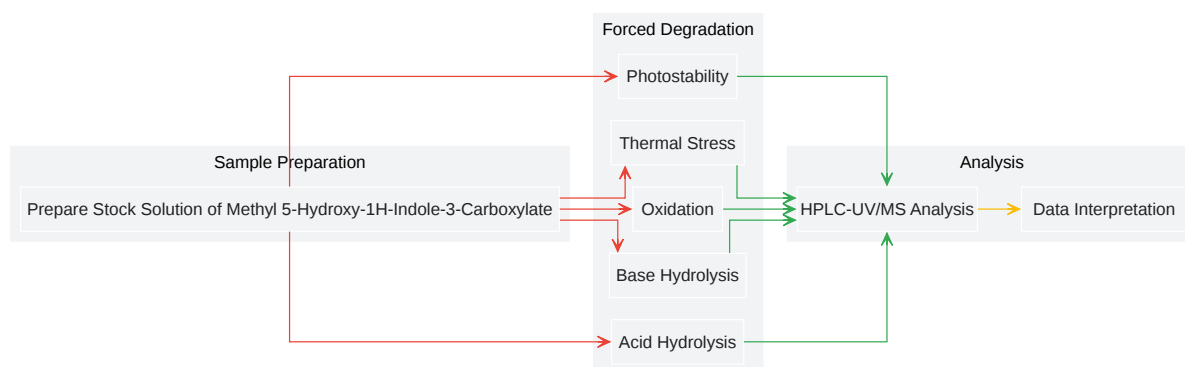 Forced Degradation
Photostability
Thermal Stress
Sample Preparation
Analysis
Prepare Stock Solution of Methyl 5-Hydroxy-1H-Indole-3-Carboxylate
Oxidation
HPLC-UV/MS Analysis
Data Interpretation
Base Hydrolysis
Acid Hydrolysis